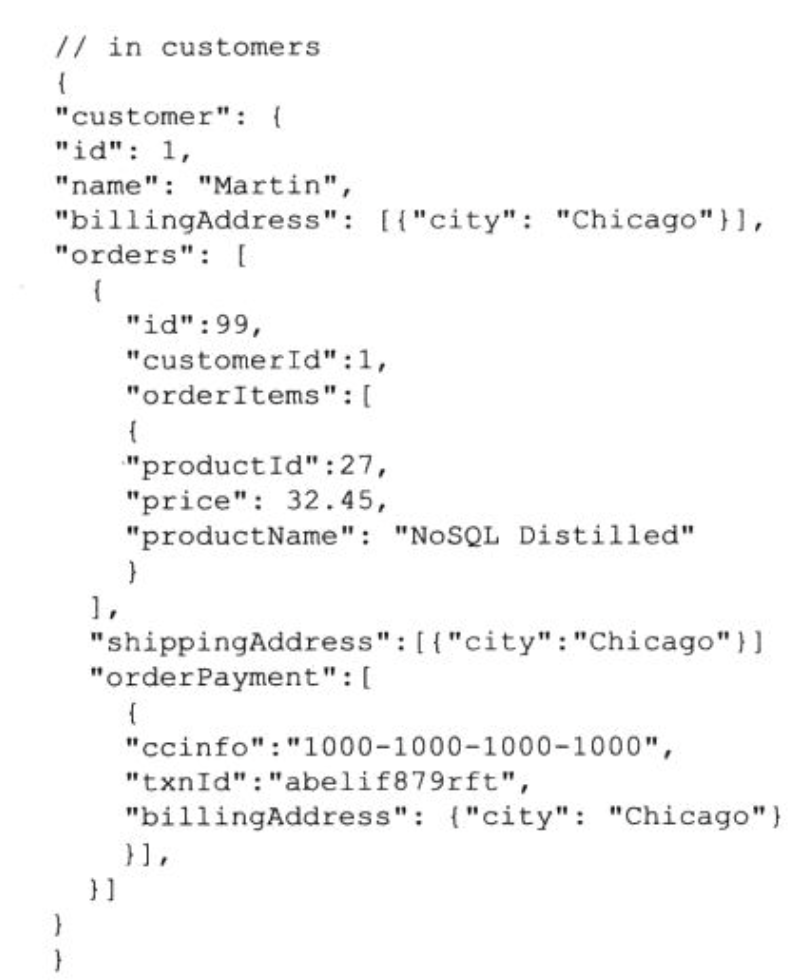 // in customers
{
"customer": {
"id": 1,
"name": "Martin",
"billingAddress": [{"city": "Chicago"}],
"orders": [
{
"id":99,
"customerId":1,
"orderItems":[
{
"productId":27,
"price": 32.45,
"productName": "NoSQL Distilled"
}
],
"shippingAddress":[{"city":"Chicago"}]
"orderPayment":[
{
"ccinfo":"1000-1000-1000-1000",
"txnId":"abelif879rft",
"billingAddress": {"city": "Chicago"}
}],
}]
}
}